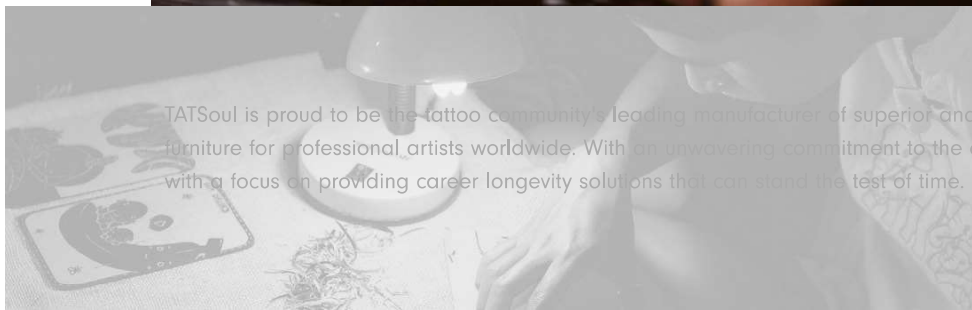 TATSoul is proud to be the tattoo community's leading manufacturer of superior and
furniture for professional artists worldwide. With an unwavering commitment to the
with a focus on providing career longevity solutions that can stand the test of time.